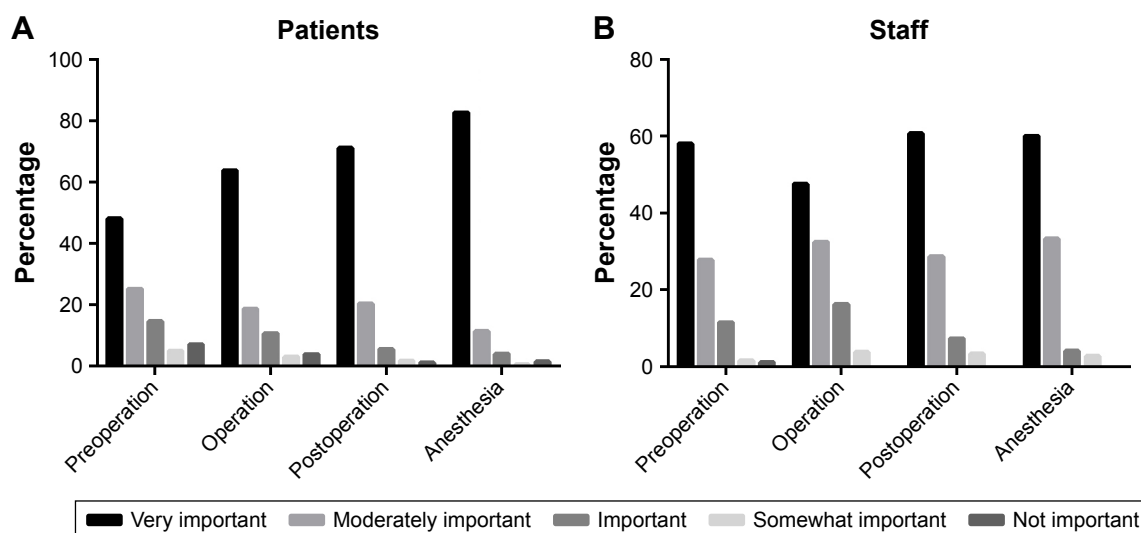 A
Patients
Percentage
100
80
60
40
20
0
Preoperation
Operation
Postoperation
Anesthesia
B
Staff
Percentage
80
60
40
20
0
Preoperation
Operation
Postoperation
Anesthesia
Very important
Moderately important
Important
Somewhat important
Not important